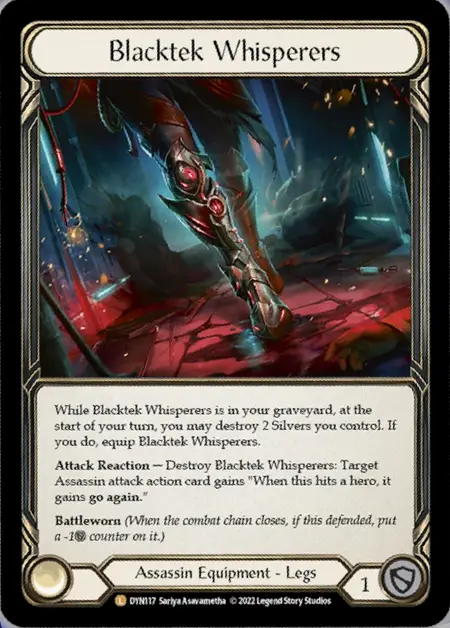 Blacktek Whisperers
While Blacktek Whisperers is in your graveyard, at the
start of your turn, you may destroy 2 Silvers you control. If
you do, equip Blacktek Whisperers.
Attack Reaction — Destroy Blacktek Whisperers: Target
Assassin attack action card gains "When this hits a hero, it
gains go again."
Battleworn (When the combat chain closes, if this defended, put
a -1 counter on it.)
Assassin Equipment - Legs
1
L DYN117 Sariya Asavametha © 2022 Legend Story Studios